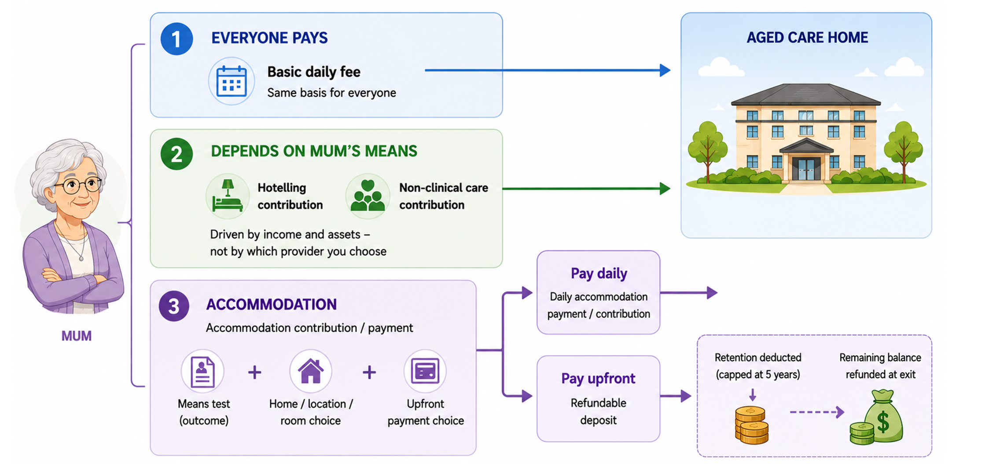 1
EVERYONE PAYS
Basic daily fee
Same basis for everyone
AGED CARE HOME
2
DEPENDS ON MUM'S MEANS
Hotelling
contribution
Non-clinical care
contribution
Driven by income and assets –
not by which provider you choose
MUM
3
ACCOMMODATION
Accommodation contribution / payment
Means test
(outcome)
+
Home / location /
room choice
+
Upfront
payment choice
Pay daily
Daily accommodation
payment / contribution
Pay upfront
Refundable
deposit
Retention deducted
(capped at 5 years)
Remaining balance
refunded at exit
$